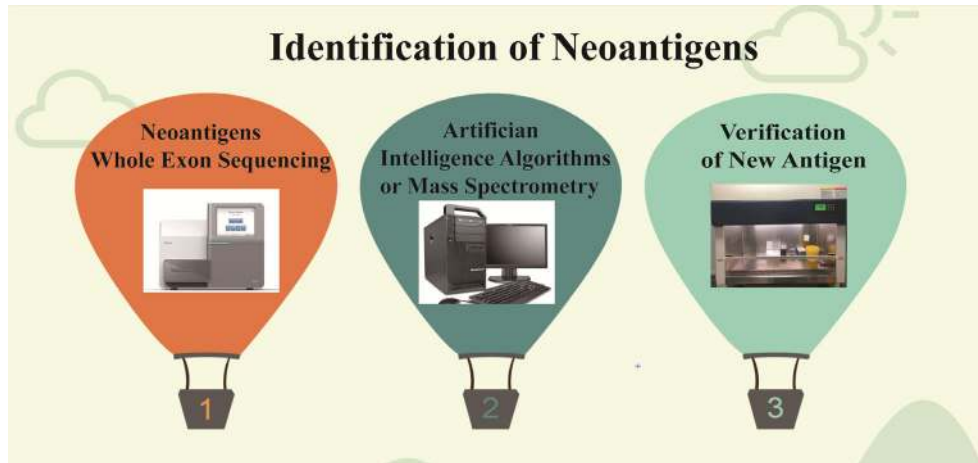 Identification of Neoantigens
Neoantigens
Whole Exon Sequencing
Artifician
Intelligence Algorithms
or Mass Spectrometry
Verification
of New Antigen
1
2
3